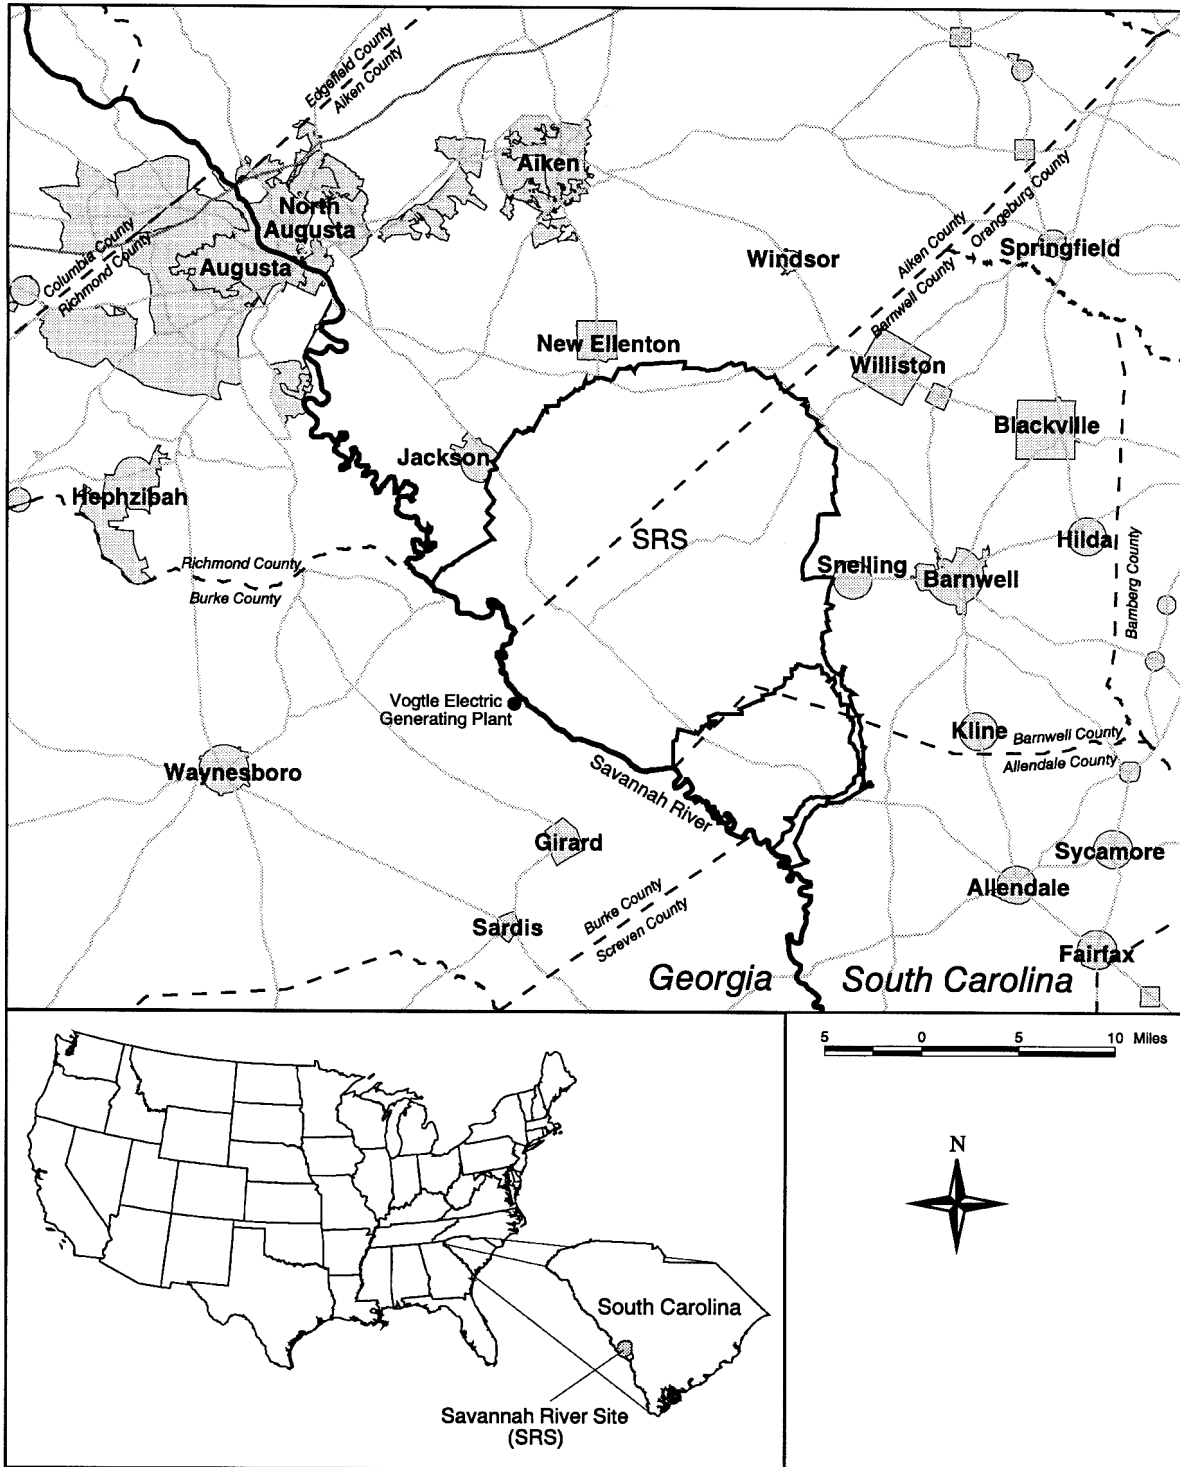 Edgefield County
Aiken County
Aiken
North
Augusta
Columbia County
Richmond County
Augusta
Aiken County
Orangeburg County
Barnwell County
Springfield
Windsor
New Ellenton
Williston
Blackville
Jackson
Hephzibah
SRS
Hilda
Richmond County
Burke County
Snelling
Barnwell
Bamberg County
Vogtle Electric
Generating Plant
Kline
Barnwell County
Allendale County
Waynesboro
Savannah River
Girard
Sycamore
Allendale
Sardis
Burke County
Screven County
Fairfax
Georgia
South Carolina
5 0 5 10 Miles
N
South Carolina
Savannah River Site
(SRS)